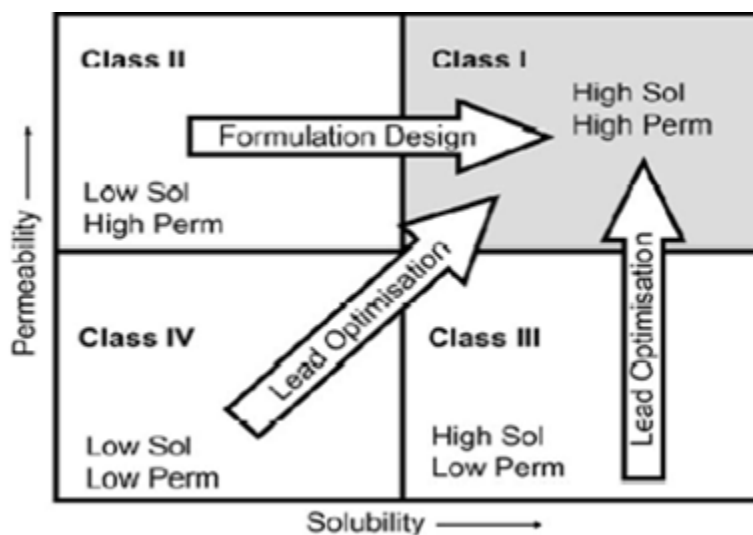 Class II
Class I
High Sol
High Perm
Formulation Design
Low Sol
High Perm
Permeability
Class IV
Lead Optimisation
Class III
Lead Optimisation
Low Sol
Low Perm
High Sol
Low Perm
Solubility